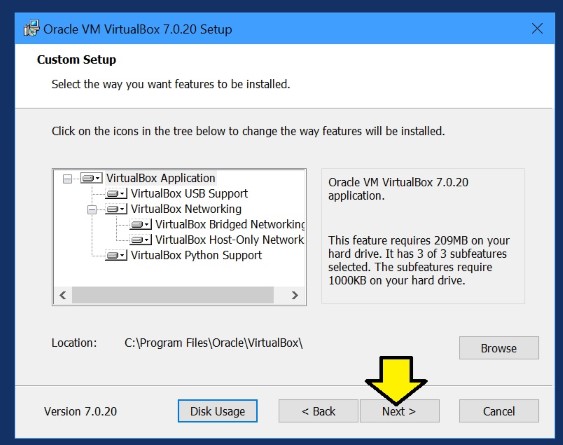 Oracle VM VirtualBox 7.0.20 Setup
Custom Setup
Select the way you want features to be installed.
Click on the icons in the tree below to change the way features will be installed.
VirtualBox Application
VirtualBox USB Support
VirtualBox Networking
VirtualBox Bridged Networking
VirtualBox Host-Only Network
VirtualBox Python Support
Oracle VM VirtualBox 7.0.20
application.
This feature requires 209MB on your
hard drive. It has 3 of 3 subfeatures
selected. The subfeatures require
1000KB on your hard drive.
Location: C:\Program Files\Oracle\VirtualBox\
Browse
Version 7.0.20 Disk Usage < Back Next > Cancel